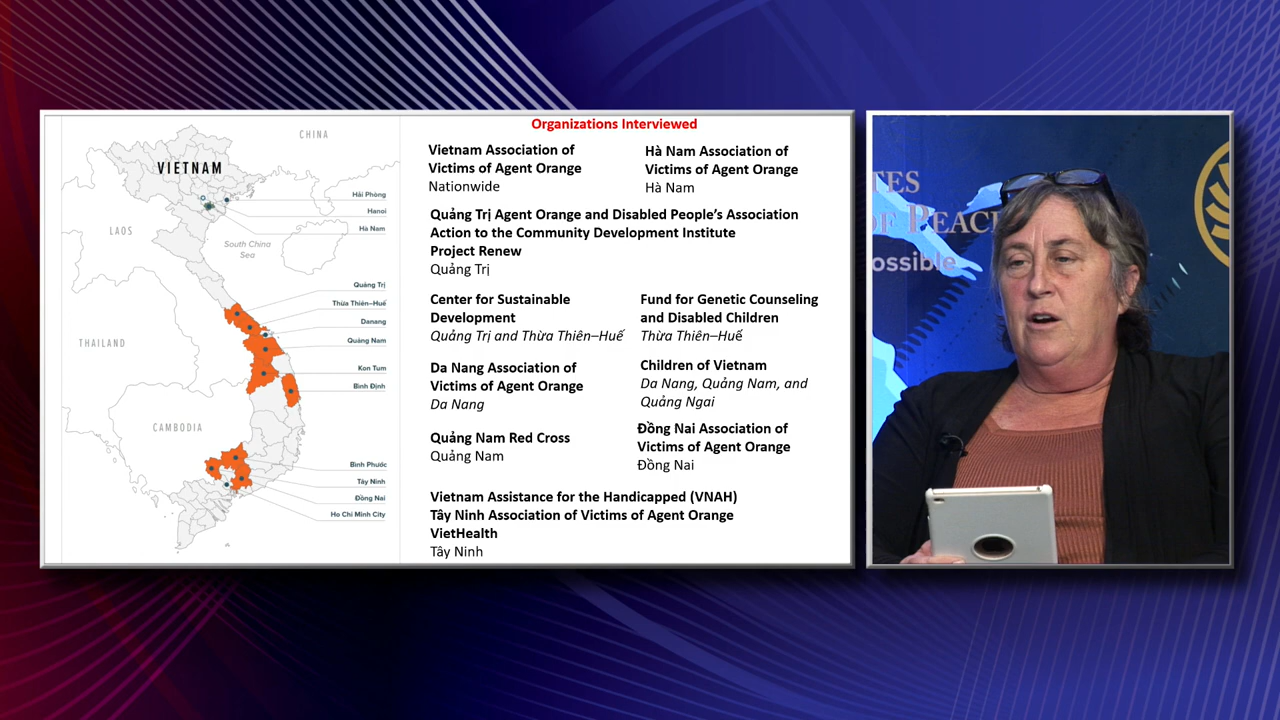 CHINA
VIETNAM
Hải Phòng
Hanoi
Hà Nam
LAOS
South China
Sea
Quảng Trị
Thừa Thiên–Huế
Danang
Quảng Nam
THAILAND
Kon Tum
Bình Định
CAMBODIA
Bình Phước
Tây Ninh
Đồng Nai
Ho Chi Minh City
Organizations Interviewed
Vietnam Association of
Victims of Agent Orange
Nationwide
Hà Nam Association of
Victims of Agent Orange
Hà Nam
Quảng Trị Agent Orange and Disabled People’s Association
Action to the Community Development Institute
Project Renew
Quảng Trị
Center for Sustainable
Development
Quảng Trị and Thừa Thiên–Huế
Fund for Genetic Counseling
and Disabled Children
Thừa Thiên–Huế
Da Nang Association of
Victims of Agent Orange
Da Nang
Children of Vietnam
Da Nang, Quảng Nam, and
Quảng Ngai
Quảng Nam Red Cross
Quảng Nam
Đồng Nai Association of
Victims of Agent Orange
Đồng Nai
Vietnam Assistance for the Handicapped (VNAH)
Tây Ninh Association of Victims of Agent Orange
VietHealth
Tây Ninh
TES
OF PEACE
ossible